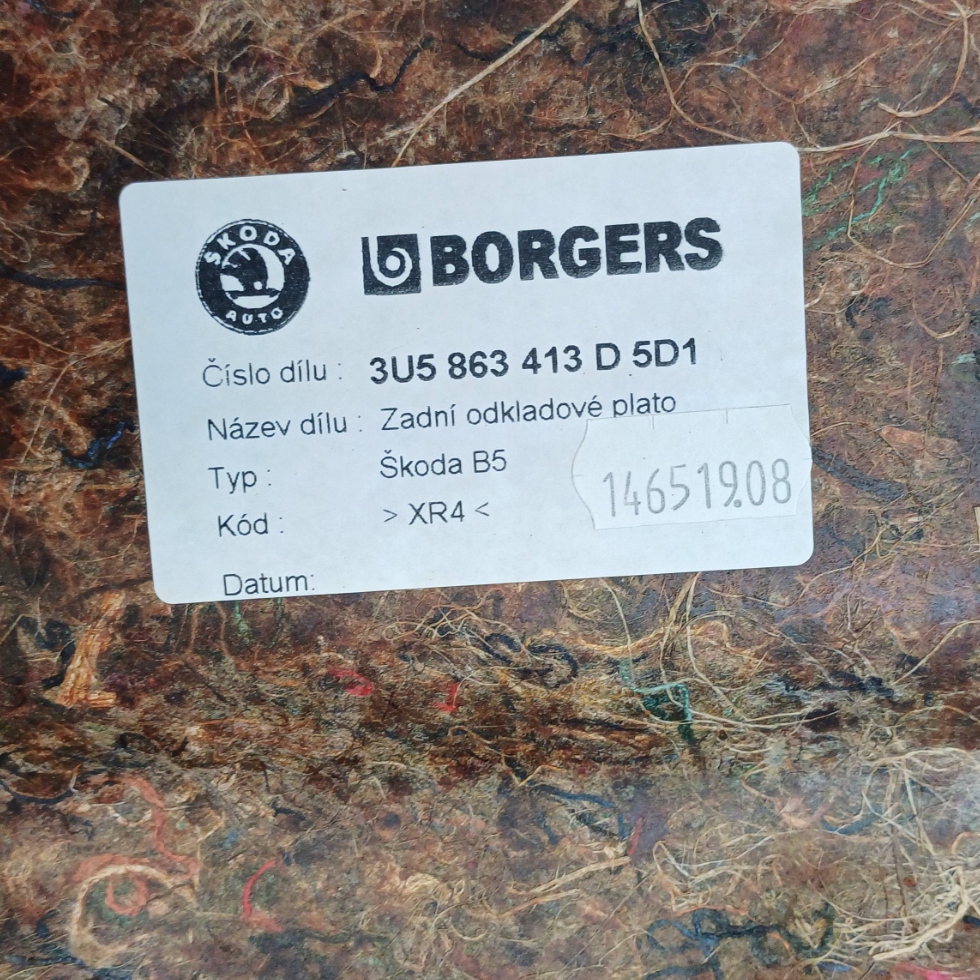 ŠKODA
AUTO
BORGERS
Číslo dílu : 3U5 863 413 D 5D1
Název dílu : Zadní odkladové plato
Typ : Škoda B5
Kód : > XR4 <
14651908
Datum: